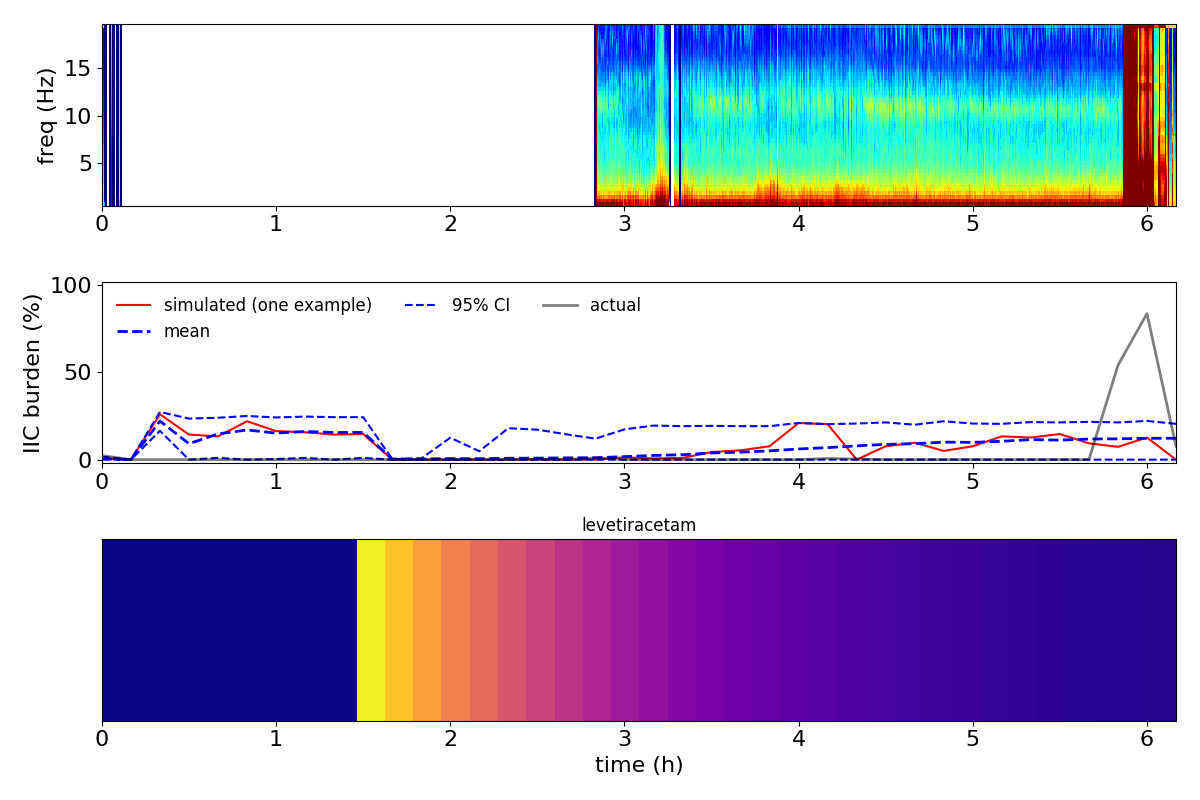 freq (Hz)
15
10
5
0 1 2 3 4 5 6
IIC burden (%)
100
50
0
simulated (one example) 95% CI actual
mean
0 1 2 3 4 5 6
levetiracetam
0 1 2 3 4 5 6
time (h)